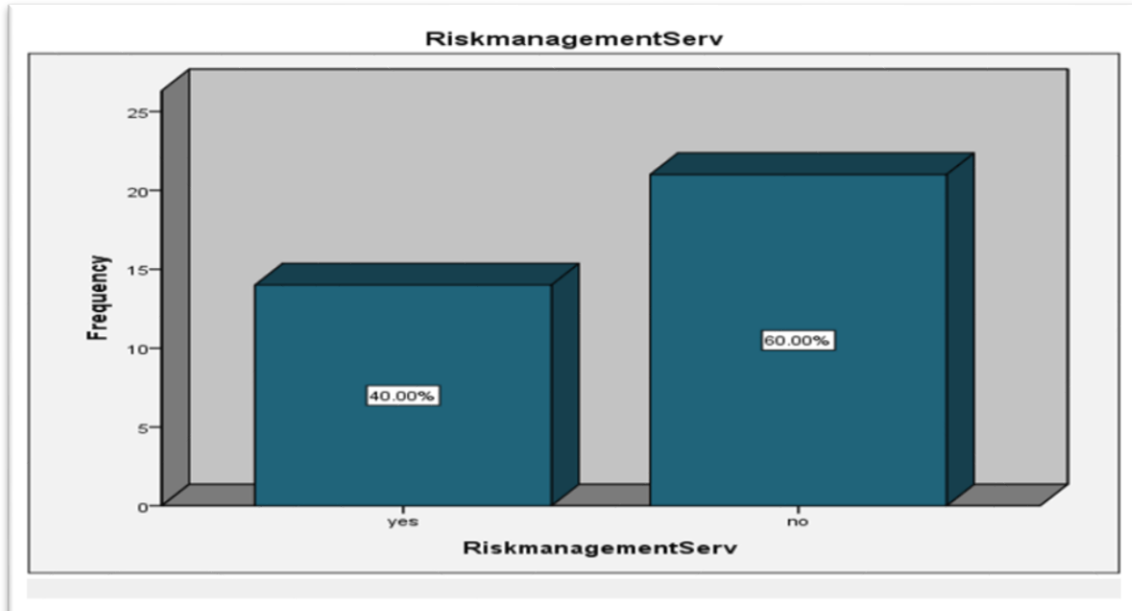 RiskmanagementServ
25
20
15
10
5
0
Frequency
40.00%
60.00%
yes no
RiskmanagementServ